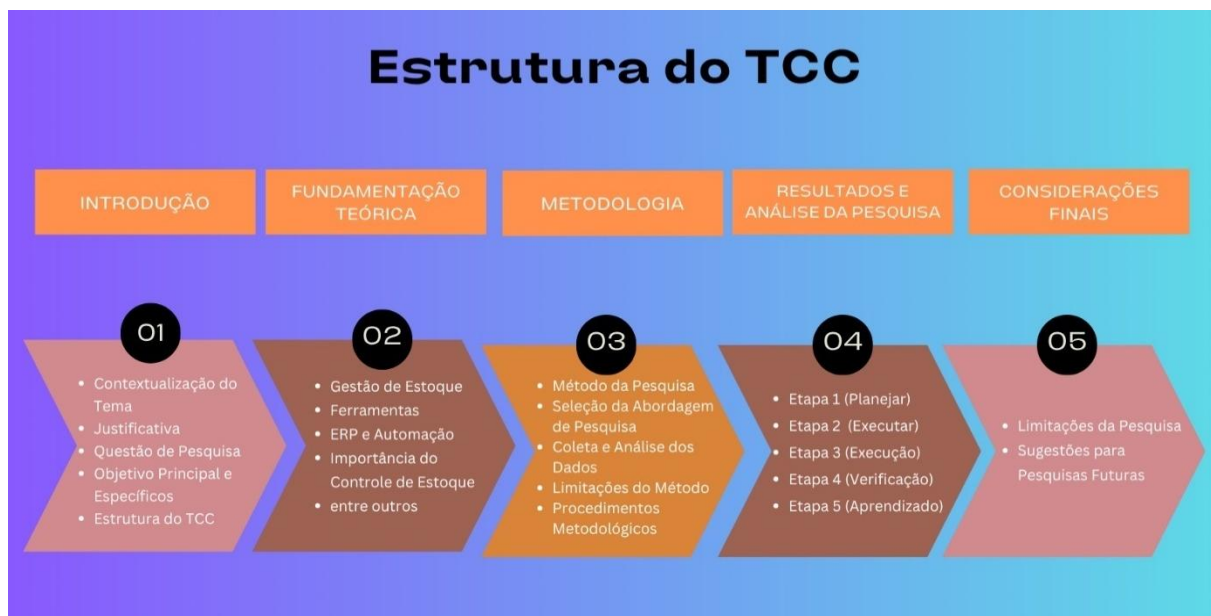 Estrutura do TCC
INTRODUÇÃO
FUNDAMENTAÇÃO
TEÓRICA
METODOLOGIA
RESULTADOS E
ANÁLISE DA PESQUISA
CONSIDERAÇÕES
FINAIS
01
• Contextualização do
Tema
• Justificativa
• Questão de Pesquisa
• Objetivo Principal e
Específicos
• Estrutura do TCC
02
• Gestão de Estoque
• Ferramentas
• ERP e Automação
• Importância do
Controle de Estoque
• entre outros
03
• Método da Pesquisa
• Seleção da Abordagem
de Pesquisa
• Coleta e Análise dos
Dados
• Limitações do Método
• Procedimentos
Metodológicos
04
• Etapa 1 (Planejar)
• Etapa 2 (Executar)
• Etapa 3 (Execução)
• Etapa 4 (Verificação)
• Etapa 5 (Aprendizado)
05
• Limitações da Pesquisa
• Sugestões para
Pesquisas Futuras